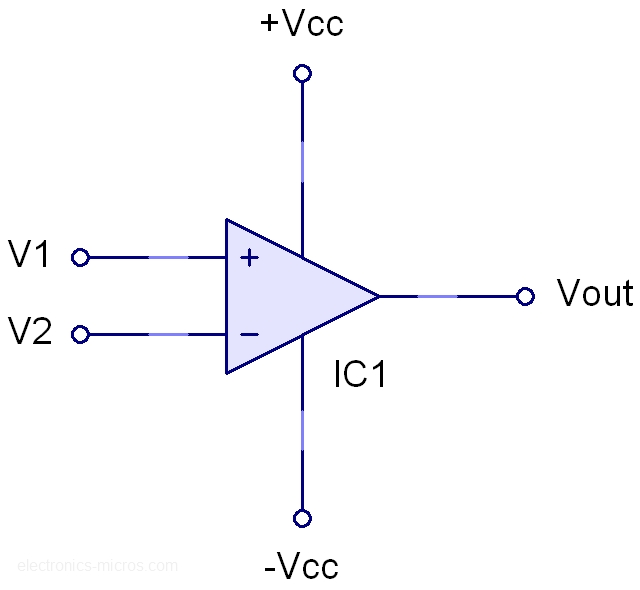 +Vcc
V1
+
V2
−
Vout
IC1
-Vcc
electronics-micros.com